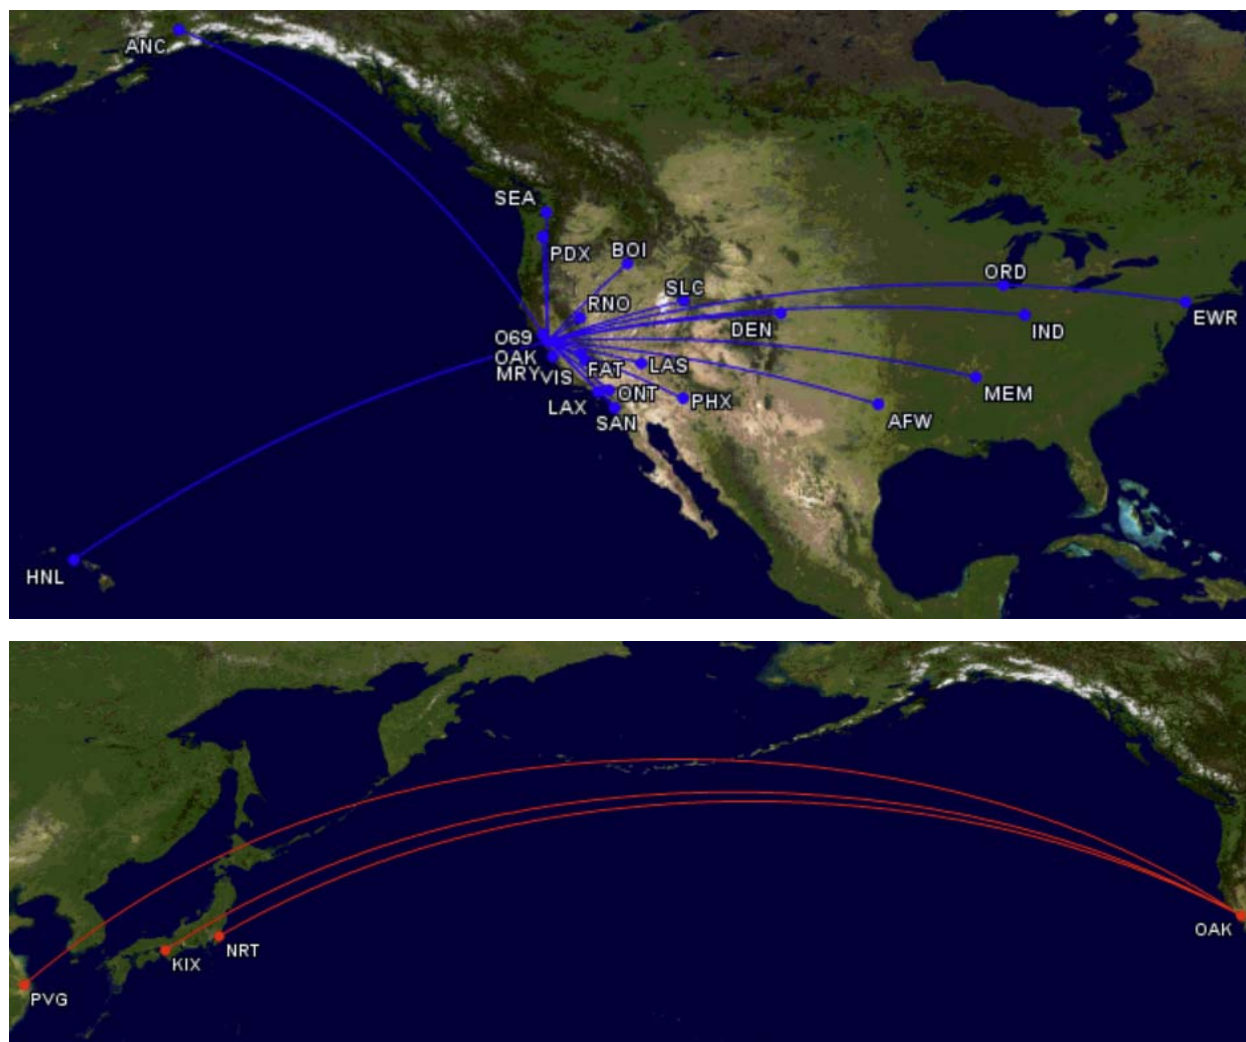 ANC
SEA
PDX
BOI
SLC
ORD
RNO
DEN
IND
EWR
O69
OAK
MRY
VIS
FAT
LAS
MEM
LAX
ONT
PHX
SAN
AFW
HNL
OAK
NRT
KIX
PVG